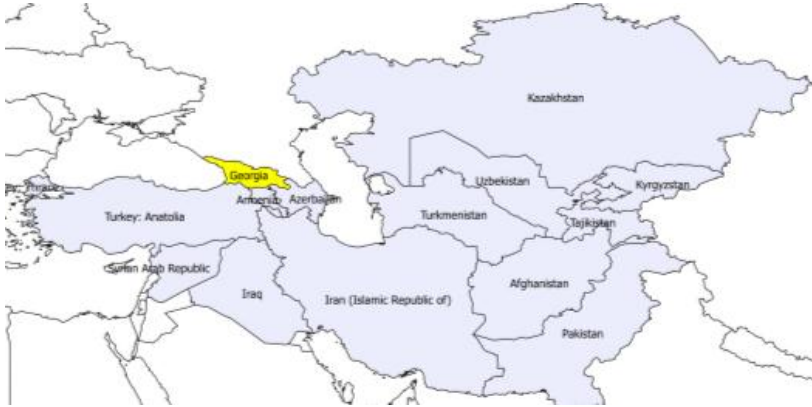 Kazakhstan
Georgia
Uzbekistan
Kyrgyzstan
Armenia
Azerbaijan
Turkey: Anatolia
Turkmenistan
Tajikistan
Syrian Arab Republic
Afghanistan
Iraq
Iran (Islamic Republic of)
Pakistan